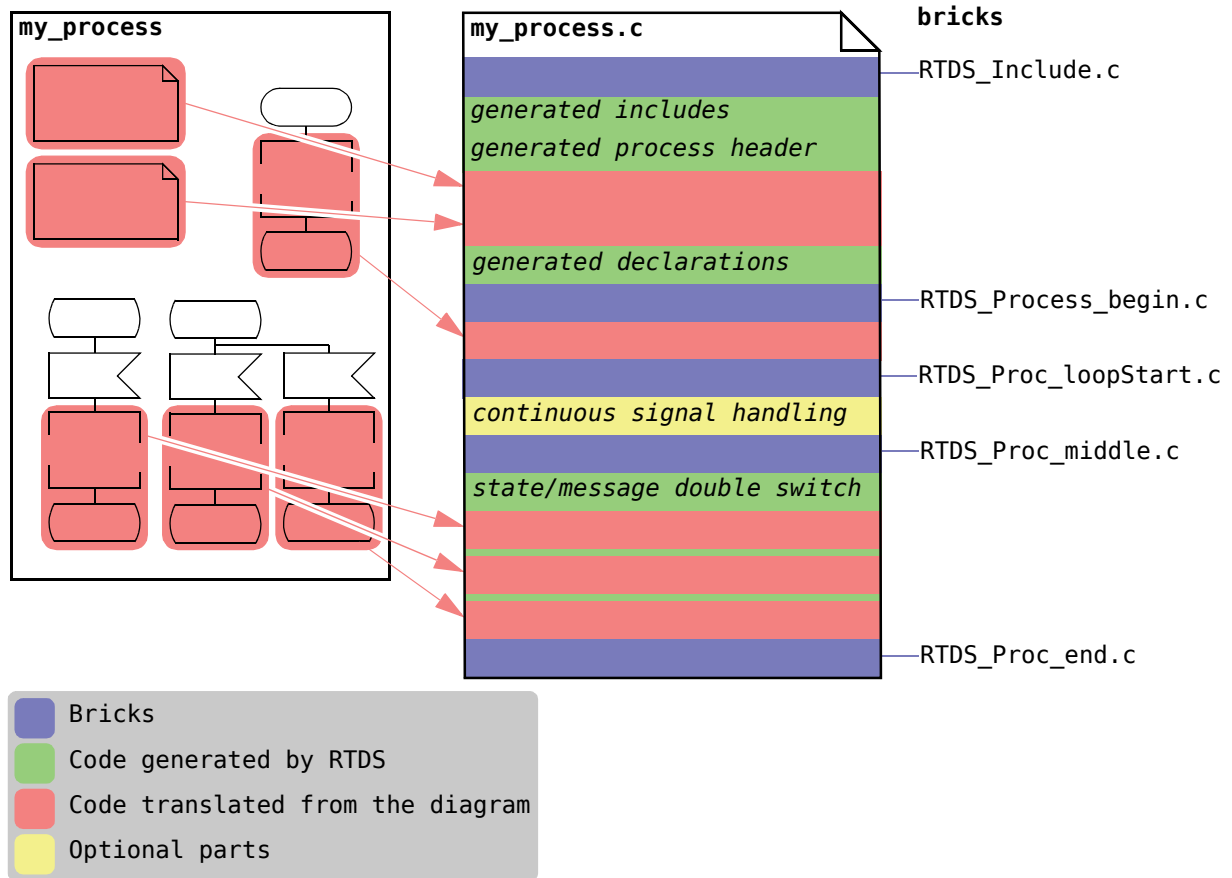 my_process
my_process.c
bricks
RTDS_Include.c
generated includes
generated process header
generated declarations
RTDS_Process_begin.c
RTDS_Proc_loopStart.c
continuous signal handling
RTDS_Proc_middle.c
state/message double switch
RTDS_Proc_end.c
Bricks
Code generated by RTDS
Code translated from the diagram
Optional parts